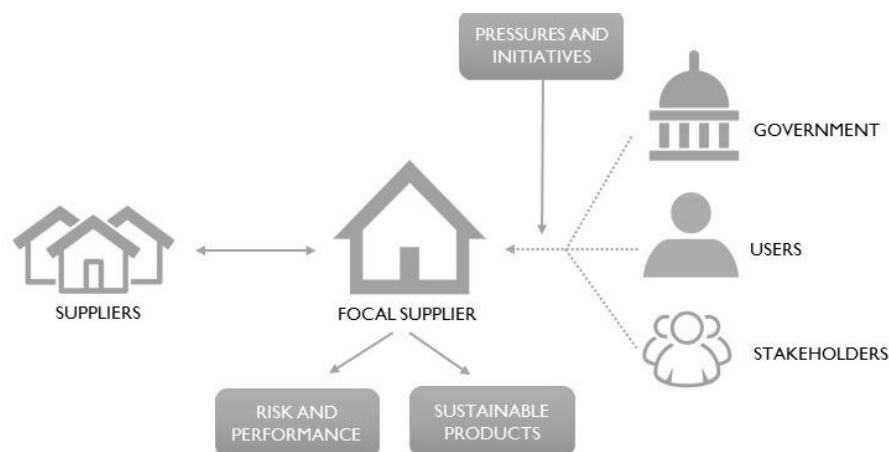 PRESSURES AND
INITIATIVES
GOVERNMENT
USERS
STAKEHOLDERS
SUPPLIERS
FOCAL SUPPLIER
RISK AND
PERFORMANCE
SUSTAINABLE
PRODUCTS